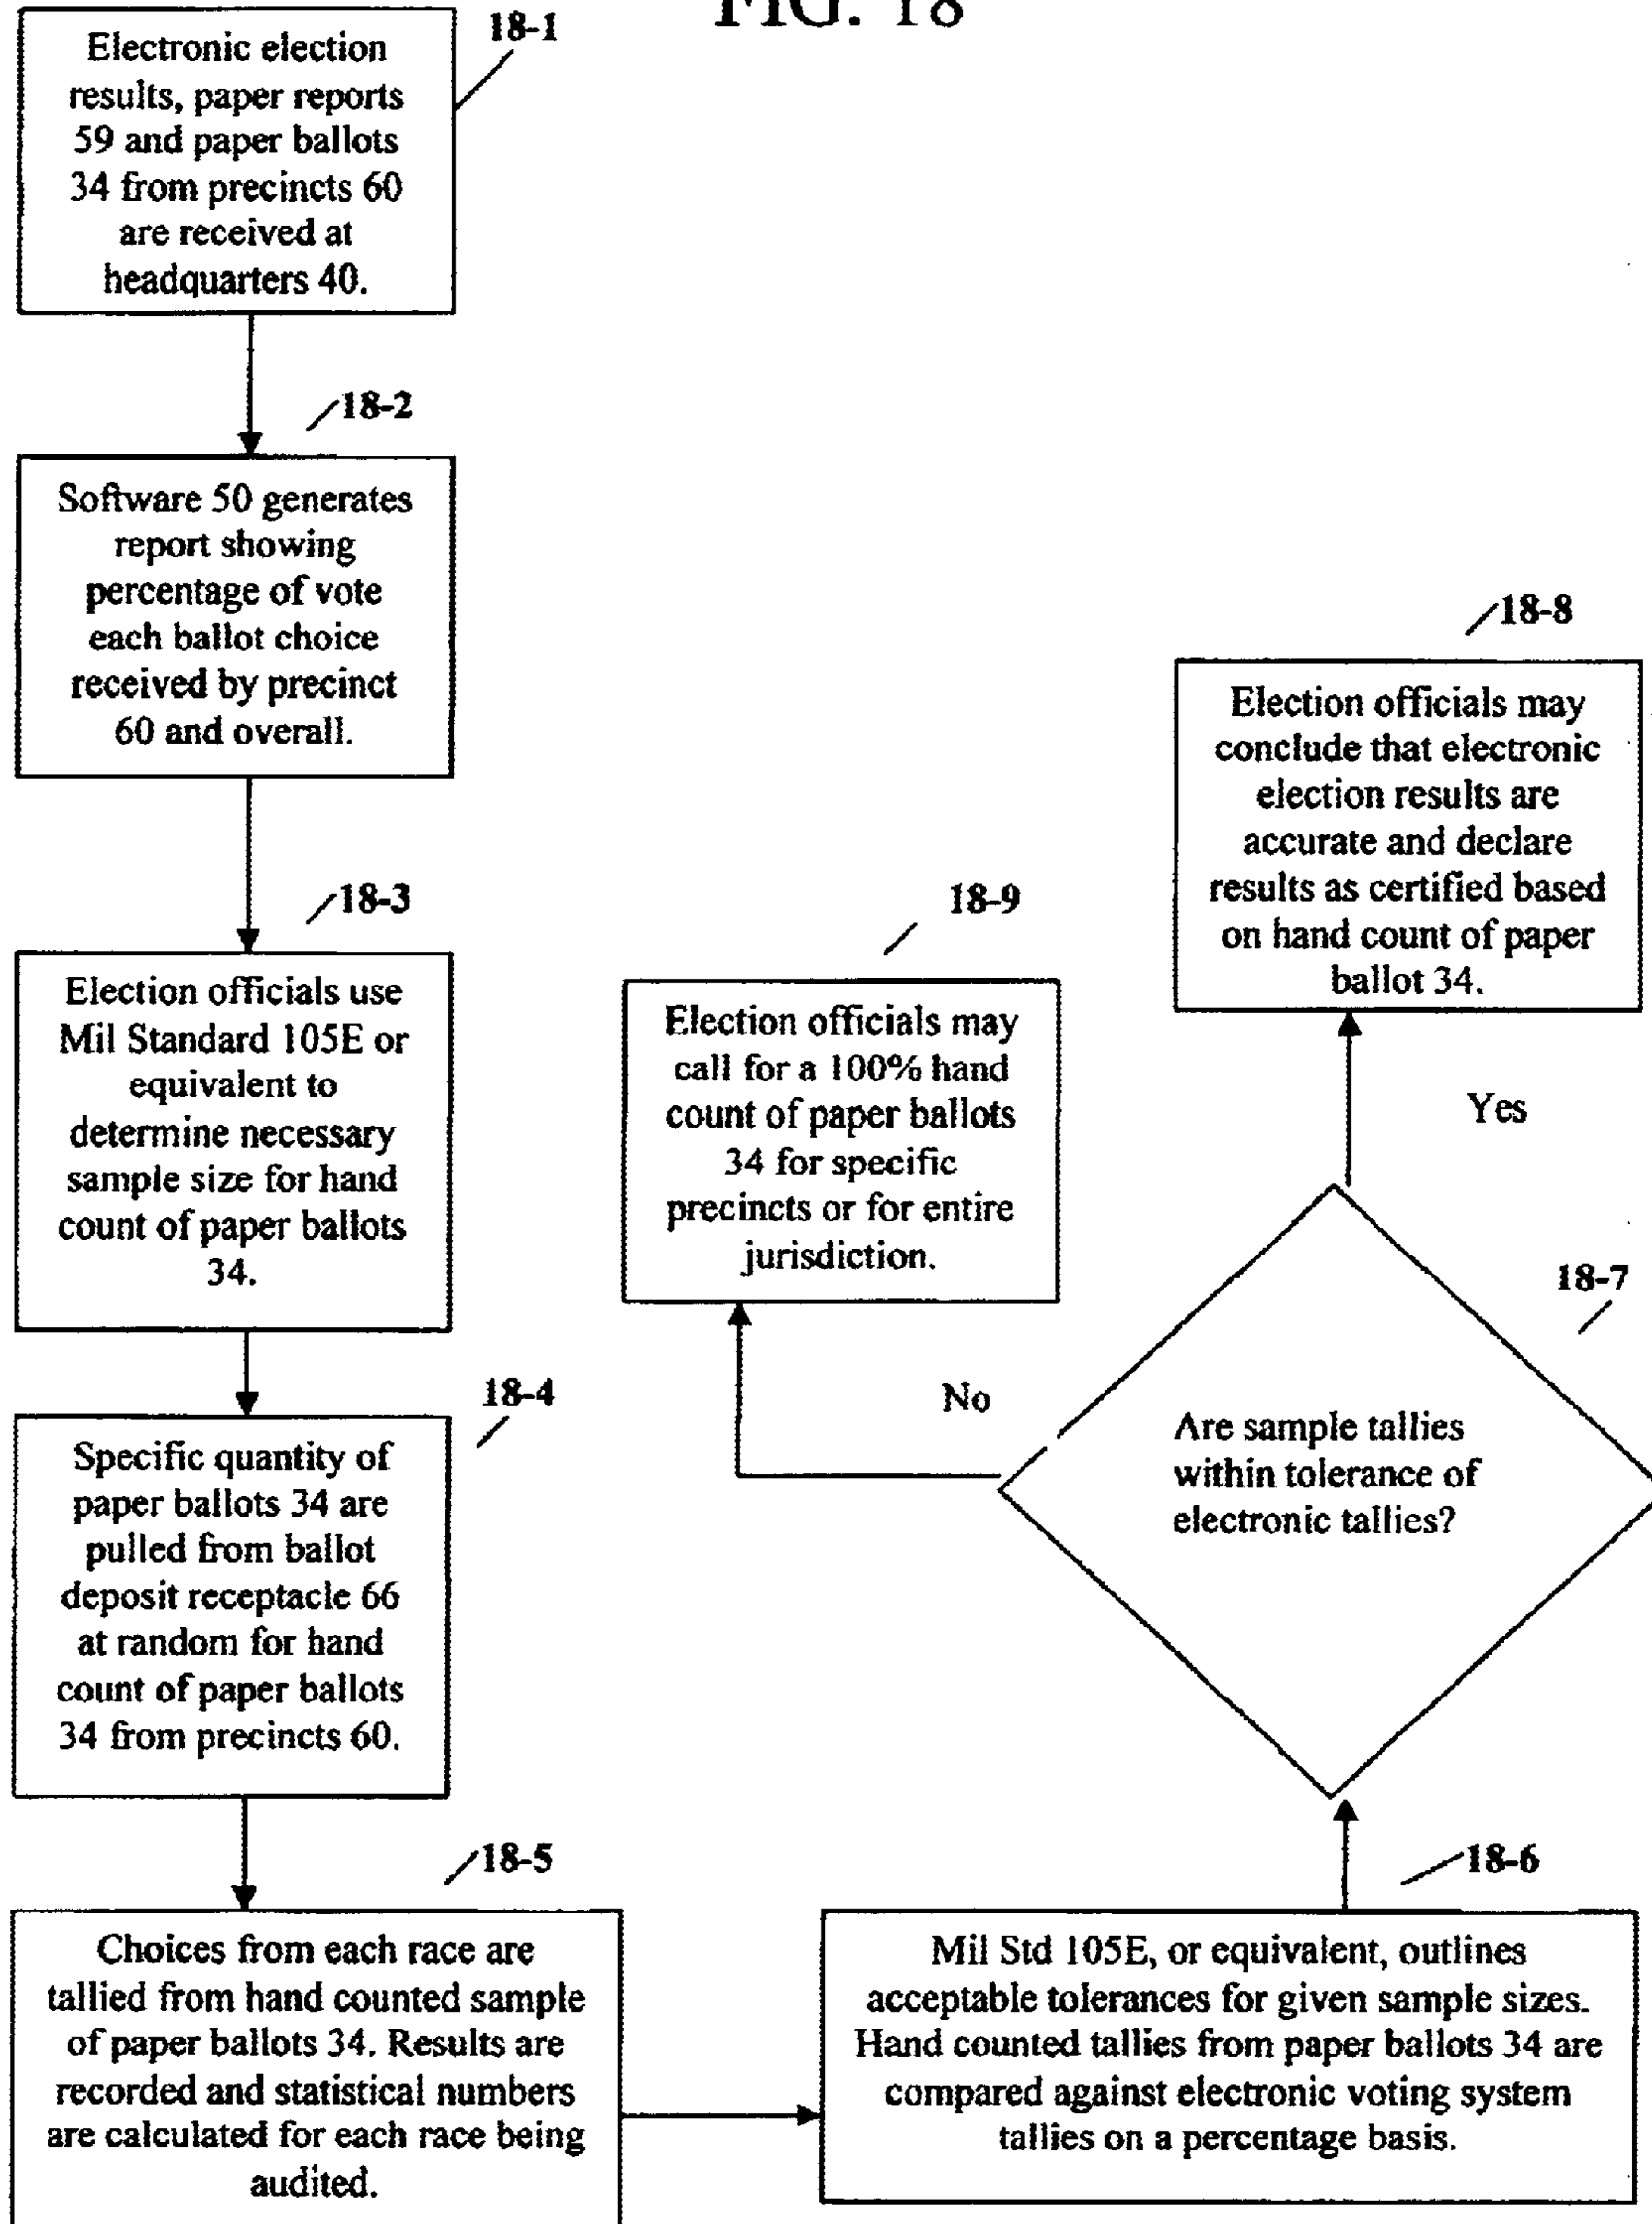 FIG. 18
18-1
Electronic election
results, paper reports
59 and paper ballots
34 from precincts 60
are received at
headquarters 40.
18-2
Software 50 generates
report showing
percentage of vote
each ballot choice
received by precinct
60 and overall.
18-3
Election officials use
Mil Standard 105E or
equivalent to
determine necessary
sample size for hand
count of paper ballots
34.
18-4
Specific quantity of
paper ballots 34 are
pulled from ballot
deposit receptacle 66
at random for hand
count of paper ballots
34 from precincts 60.
18-5
Choices from each race are
tallied from hand counted sample
of paper ballots 34. Results are
recorded and statistical numbers
are calculated for each race being
audited.
18-6
Mil Std 105E, or equivalent, outlines
acceptable tolerances for given sample sizes.
Hand counted tallies from paper ballots 34 are
compared against electronic voting system
tallies on a percentage basis.
18-7
Are sample tallies
within tolerance of
electronic tallies?
Yes
18-8
Election officials may
conclude that electronic
election results are
accurate and declare
results as certified based
on hand count of paper
ballot 34.
No
18-9
Election officials may
call for a 100% hand
count of paper ballots
34 for specific
precincts or for entire
jurisdiction.